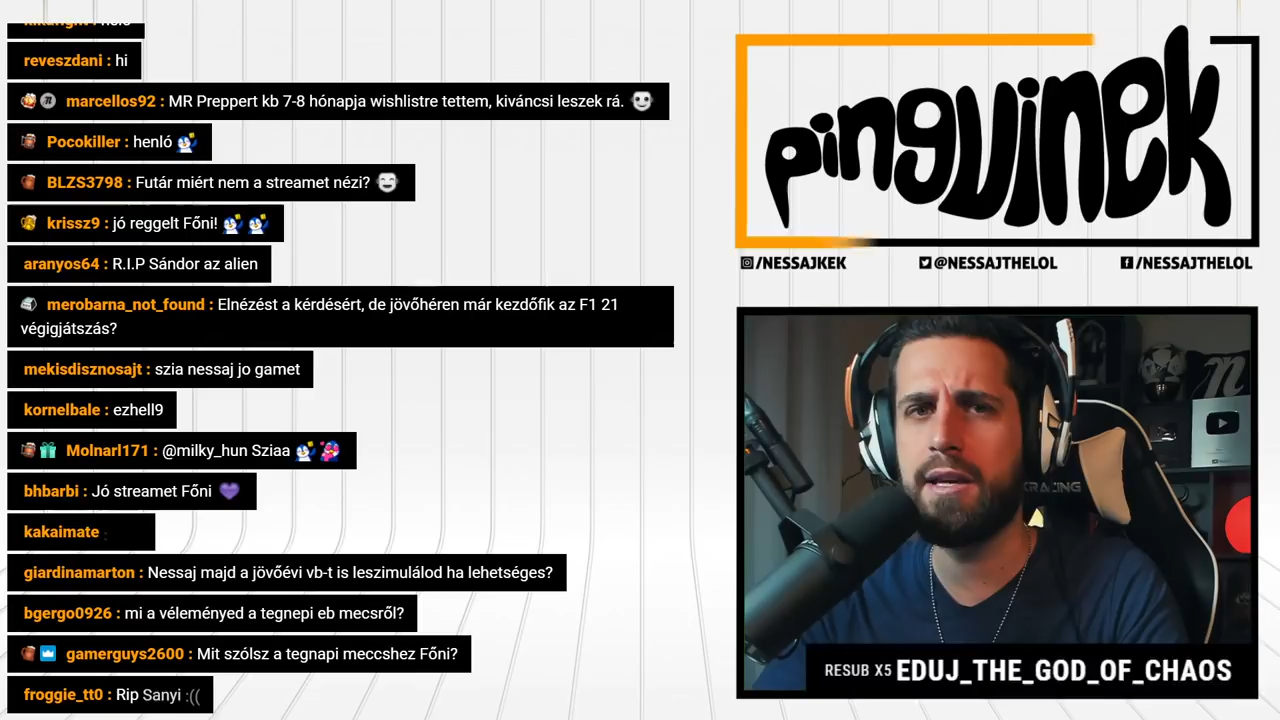 reveszdani : hi
marcellos92 : MR Preppert kb 7-8 hónapja wishlistre tettem, kiváncsi leszek rá.
Pocokiller : henló
BLZS3798 : Futár miért nem a streamet nézi?
krissz9 : jó reggelt Főni!
aranyos64 : R.I.P Sándor az alien
merobarna_not_found : Elnézést a kérdésért, de jövőhéren már kezdőfik az F1 21
végigjátszás?
mekisdisznosajt : szia nessaj jo gamet
kornelbale : ezhell9
Molnarl171 : @milky_hun Sziaa
bhbarbi : Jó streamet Főni
kakaimate :
giardinamarton : Nessaj majd a jövőévi vb-t is leszimulálod ha lehetséges?
bgergo0926 : mi a véleményed a tegnepi eb mecsről?
gamerguys2600 : Mit szólsz a tegnapi meccshez Főni?
froggie_tt0 : Rip Sanyi :((
pingvinek
/NESSAJKEK
@NESSAJTHELOL
/NESSAJTHELOL
RESUB X5 EDUJ_THE_GOD_OF_CHAOS